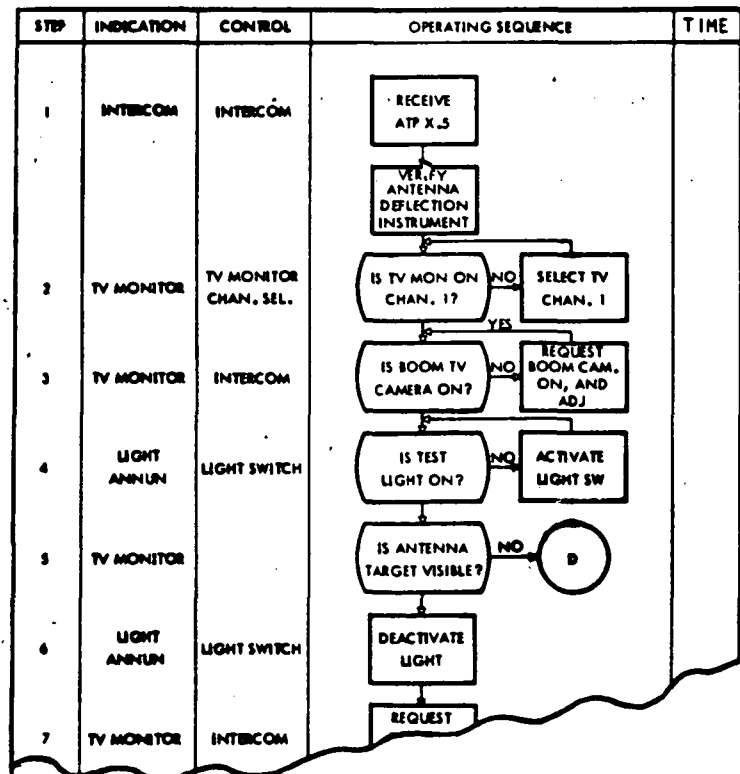 STEP INDICATION CONTROL OPERATING SEQUENCE TIME
1 INTERCOM INTERCOM
RECEIVE
ATP X.5
VERIFY
ANTENNA
DEFLECTION
INSTRUMENT
2 TV MONITOR
TV MONITOR
CHAN. SEL.
IS TV MON ON
CHAN. 1?
NO
SELECT TV
CHAN. 1
YES
3 TV MONITOR INTERCOM
IS BOOM TV
CAMERA ON?
NO
REQUEST
BOOM CAM.
ON, AND
ADJ
4
LIGHT
ANNUN
LIGHT SWITCH
IS TEST
LIGHT ON?
NO
ACTIVATE
LIGHT SW
5 TV MONITOR
IS ANTENNA
TARGET VISIBLE?
NO
D
6
LIGHT
ANNUN
LIGHT SWITCH
DEACTIVATE
LIGHT
7 TV MONITOR INTERCOM
REQUEST